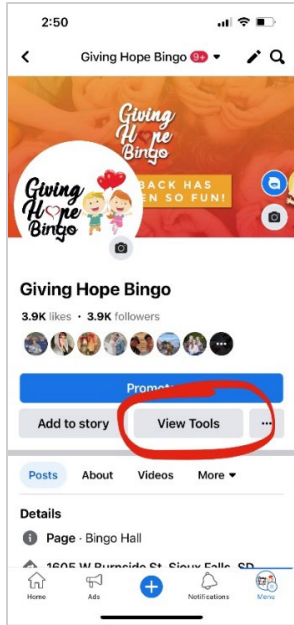 2:50
Giving Hope Bingo 9+
Giving
H pe
Bingo
Giving
H pe
Bingo
BACK HAS
EN SO FUN!
Giving Hope Bingo
3.9K likes • 3.9K followers
Promote
Add to story View Tools ...
Posts About Videos More
Details
Page · Bingo Hall
1605 W Burnside St, Sioux Falls, SD
Home Ads Notifications Menu